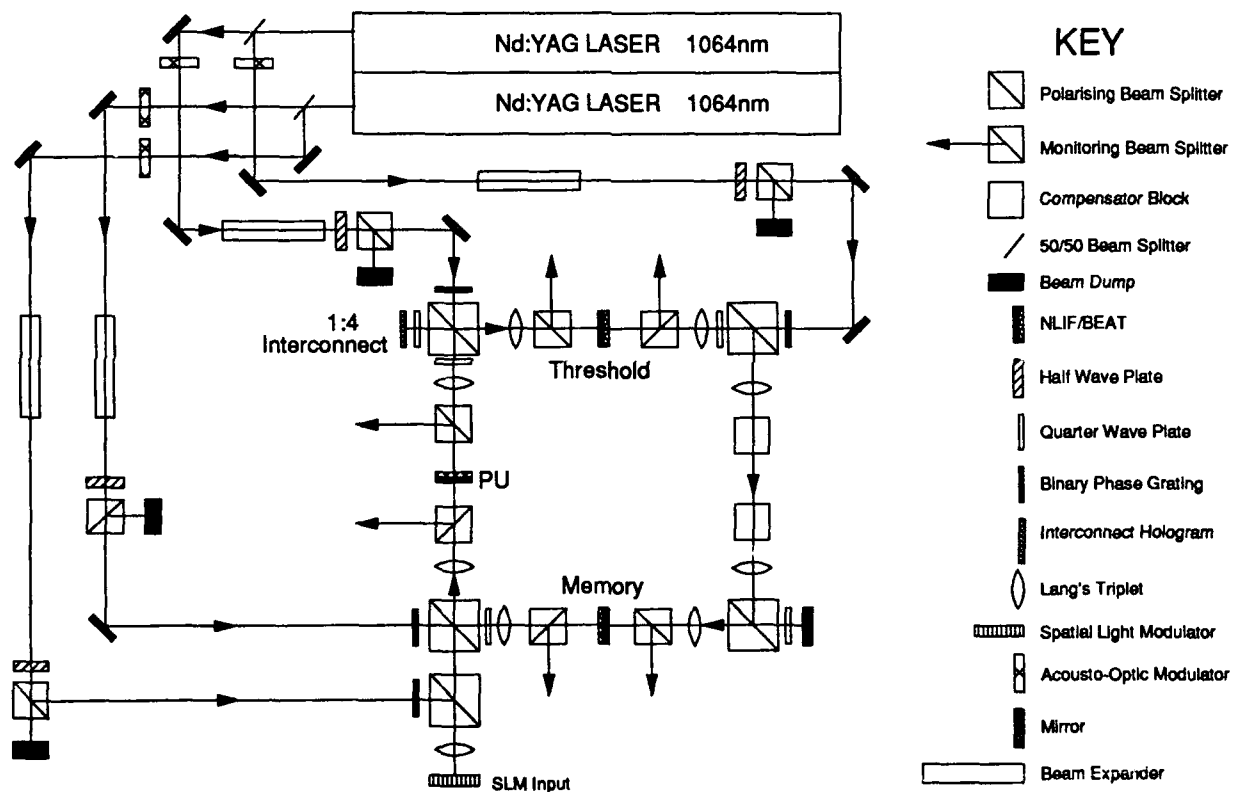 Nd:YAG LASER 1064nm
Nd:YAG LASER 1064nm
1:4
Interconnect
Threshold
PU
Memory
SLM Input
KEY
Polarising Beam Splitter
Monitoring Beam Splitter
Compensator Block
50/50 Beam Splitter
Beam Dump
NLIF/BEAT
Half Wave Plate
Quarter Wave Plate
Binary Phase Grating
Interconnect Hologram
Lang's Triplet
Spatial Light Modulator
Acousto-Optic Modulator
Mirror
Beam Expander